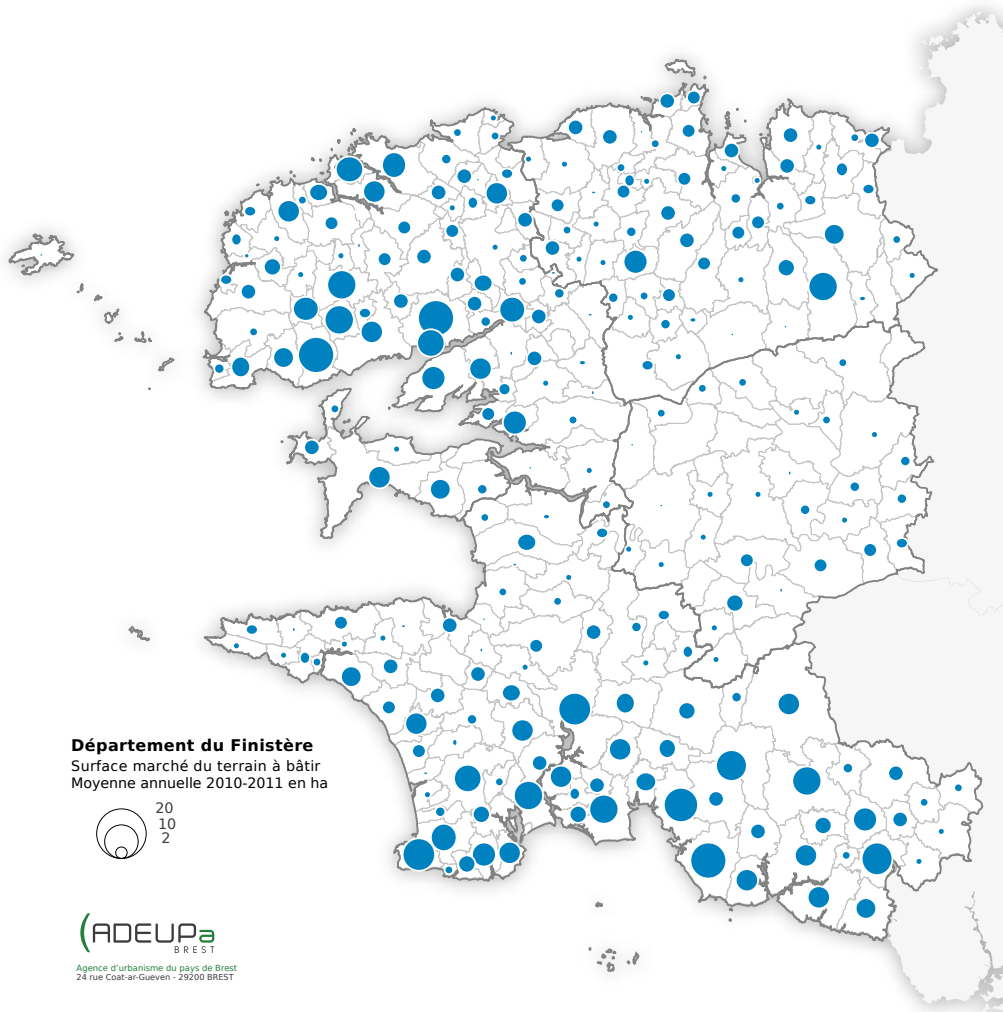 Département du Finistère
Surface marché du terrain à bâtir
Moyenne annuelle 2010-2011 en ha
20
10
2
ADEUPa
BREST
Agence d'urbanisme du pays de Brest
24 rue Coat-ar-Gueven - 29200 BREST